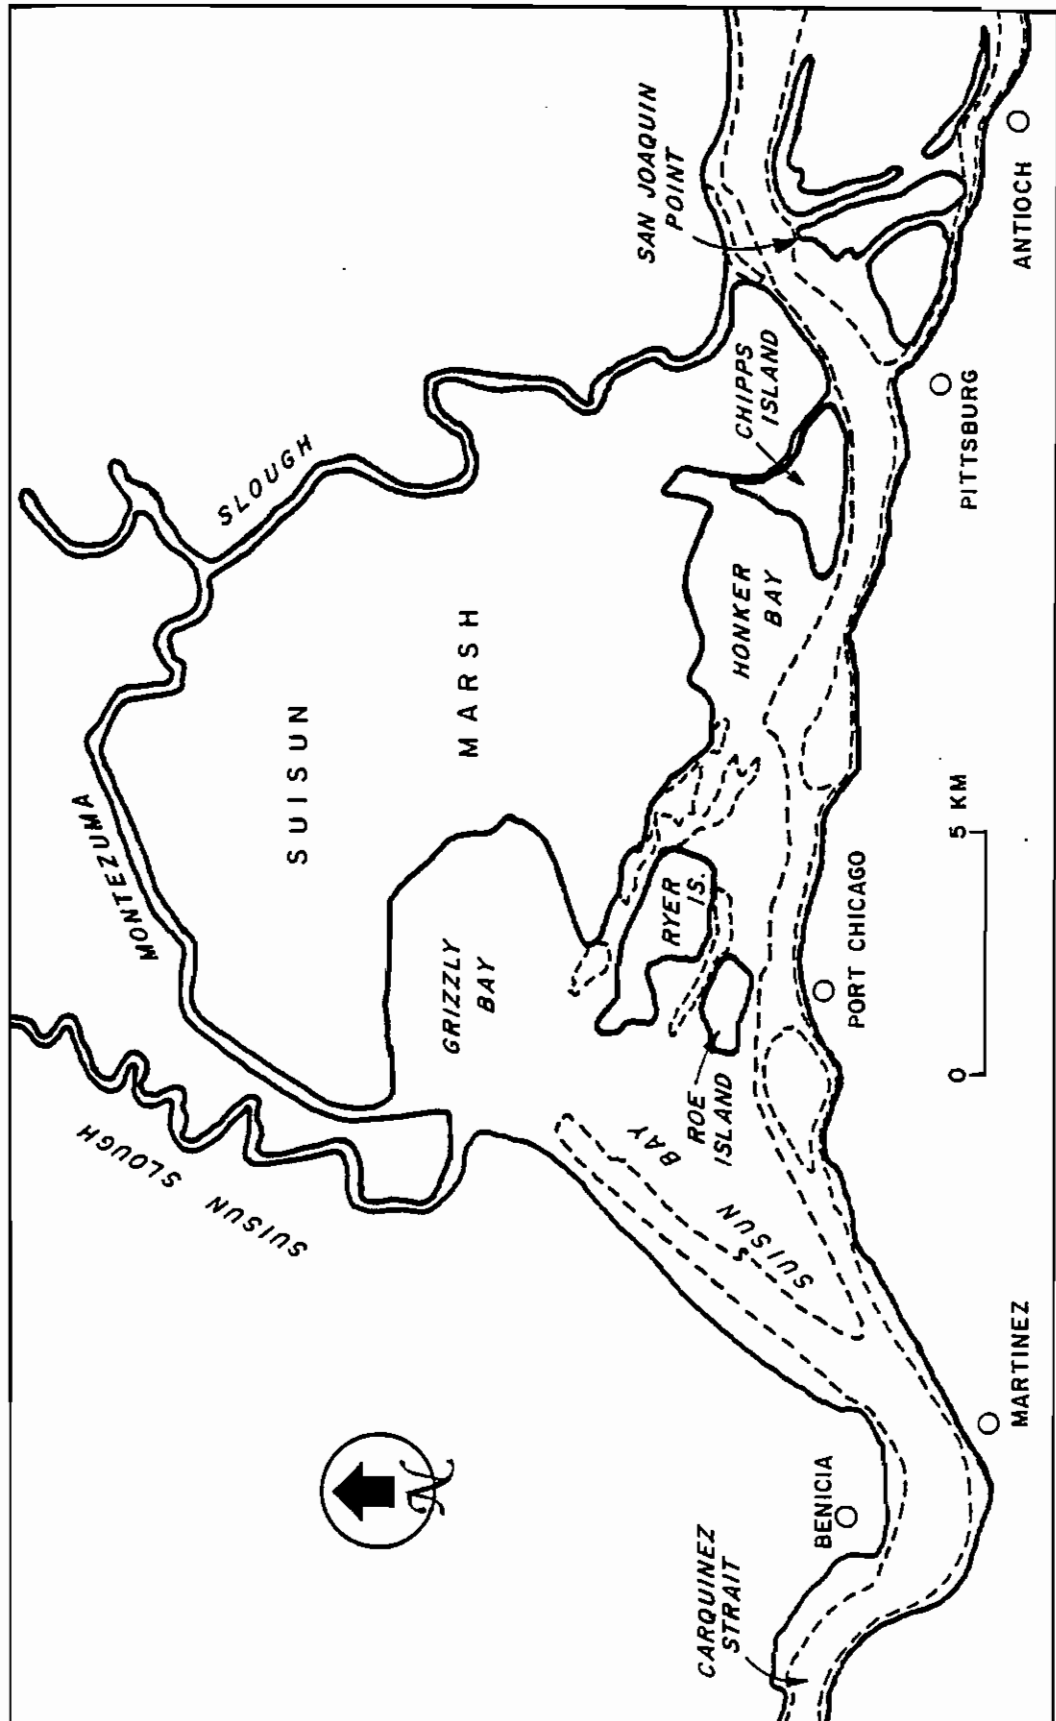 SUISUN SLOUGH
MONTEZUMA
SLOUGH
SUISUN
MARSH
GRIZZLY
BAY
N
CARQUINEZ
STRAIT
BENICIA
MARTINEZ
SUISUN BAY
ROE
ISLAND
RYER
IS.
HONKER
BAY
CHIPPS
ISLAND
SAN JOAQUIN
POINT
PORT CHICAGO
PITTSBURG
ANTIOCH
0
5 KM